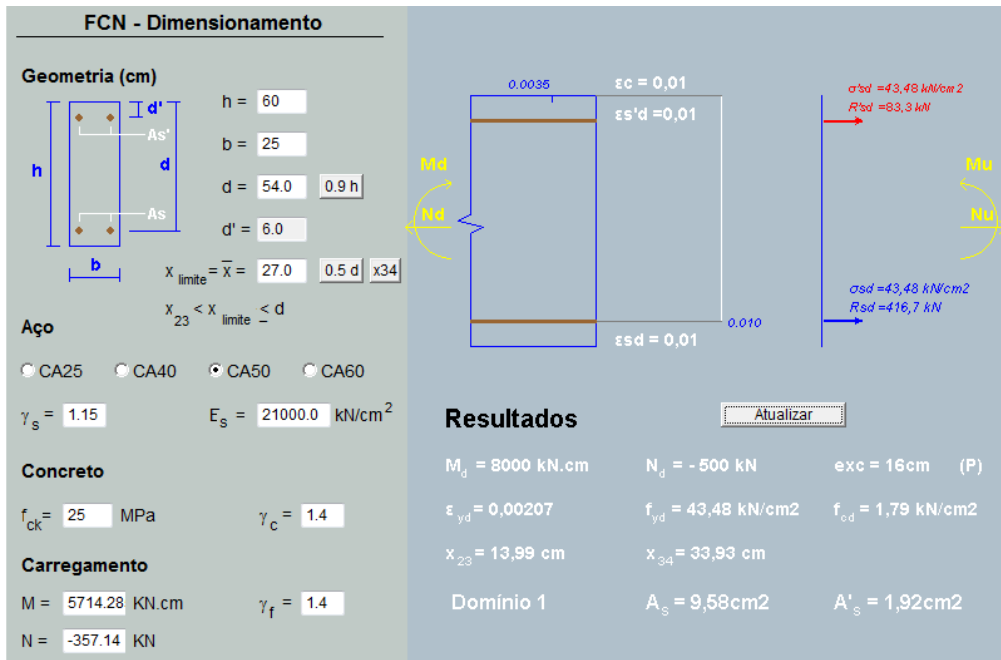 FCN - Dimensionamento
Geometria (cm)
d'
As'
h
d
As
b
h = 60
b = 25
d = 54.0 0.9 h
d' = 6.0
x limite = x̄ = 27.0 0.5 d x34
x23 < x limite ≤ d
Aço
CA25 CA40 CA50 CA60
γs = 1.15 Es = 21000.0 kN/cm2
Concreto
fck= 25 MPa γc = 1.4
Carregamento
M = 5714.28 KN.cm γf = 1.4
N = -357.14 KN
0.0035 εc = 0,01
εs'd =0,01
Md
Nd
0.010
εsd = 0,01
σ'sd =43,48 kN/cm2
R'sd =83,3 kN
Mu
Nu
σsd =43,48 kN/cm2
Rsd =416,7 kN
Resultados Atualizar
Md = 8000 kN.cm Nd = - 500 kN exc = 16cm (P)
εyd = 0,00207 fyd = 43,48 kN/cm2 fcd = 1,79 kN/cm2
x23 = 13,99 cm x34 = 33,93 cm
Domínio 1 As = 9,58cm2 A's = 1,92cm2